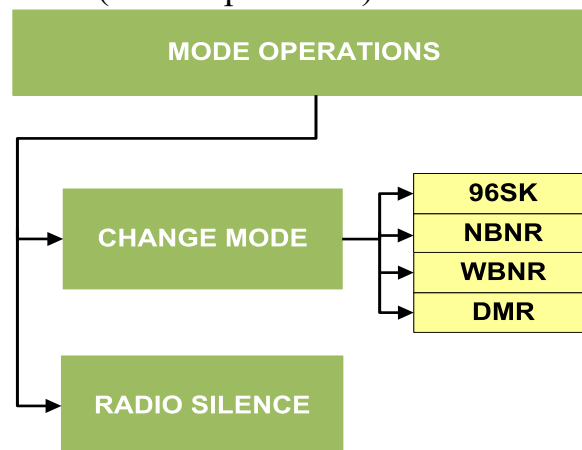 MODE OPERATIONS
CHANGE MODE
96SK
NBNR
WBNR
DMR
RADIO SILENCE